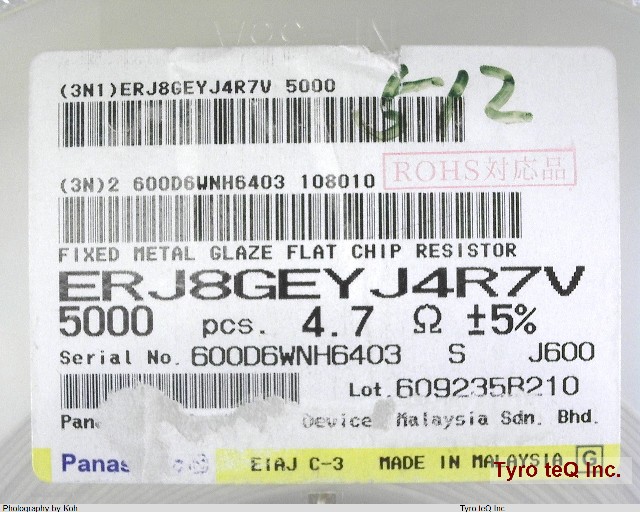 (3N1)ERJ8GEYJ4R7V 5000
512
(3N)2 600D6WNH6403 108010
ROHS対応品
FIXED METAL GLAZE FLAT CHIP RESISTOR
ERJ8GEYJ4R7V
5000 pcs. 4.7 Ω ±5%
Serial No. 600D6WNH6403 S J600
Lot.609235R210
Device Malaysia Sdn. Bhd.
EIAJ C-3 MADE IN MALAYSIA G
Tyro teQ Inc.
Photography by Koh Tyro teQ Inc